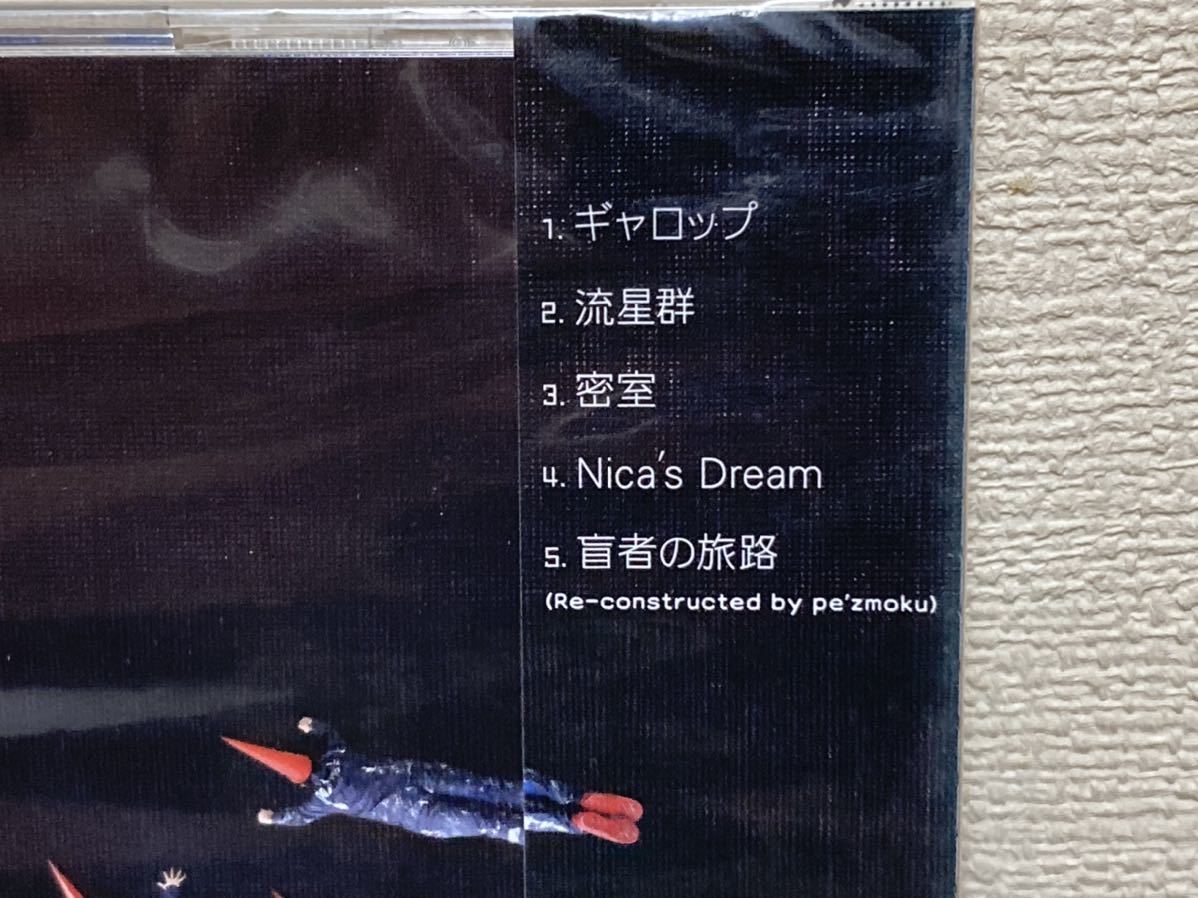 1. ギャロップ
2. 流星群
3. 密室
4. Nica's Dream
5. 盲者の旅路
(Re-constructed by pe'zmoku)